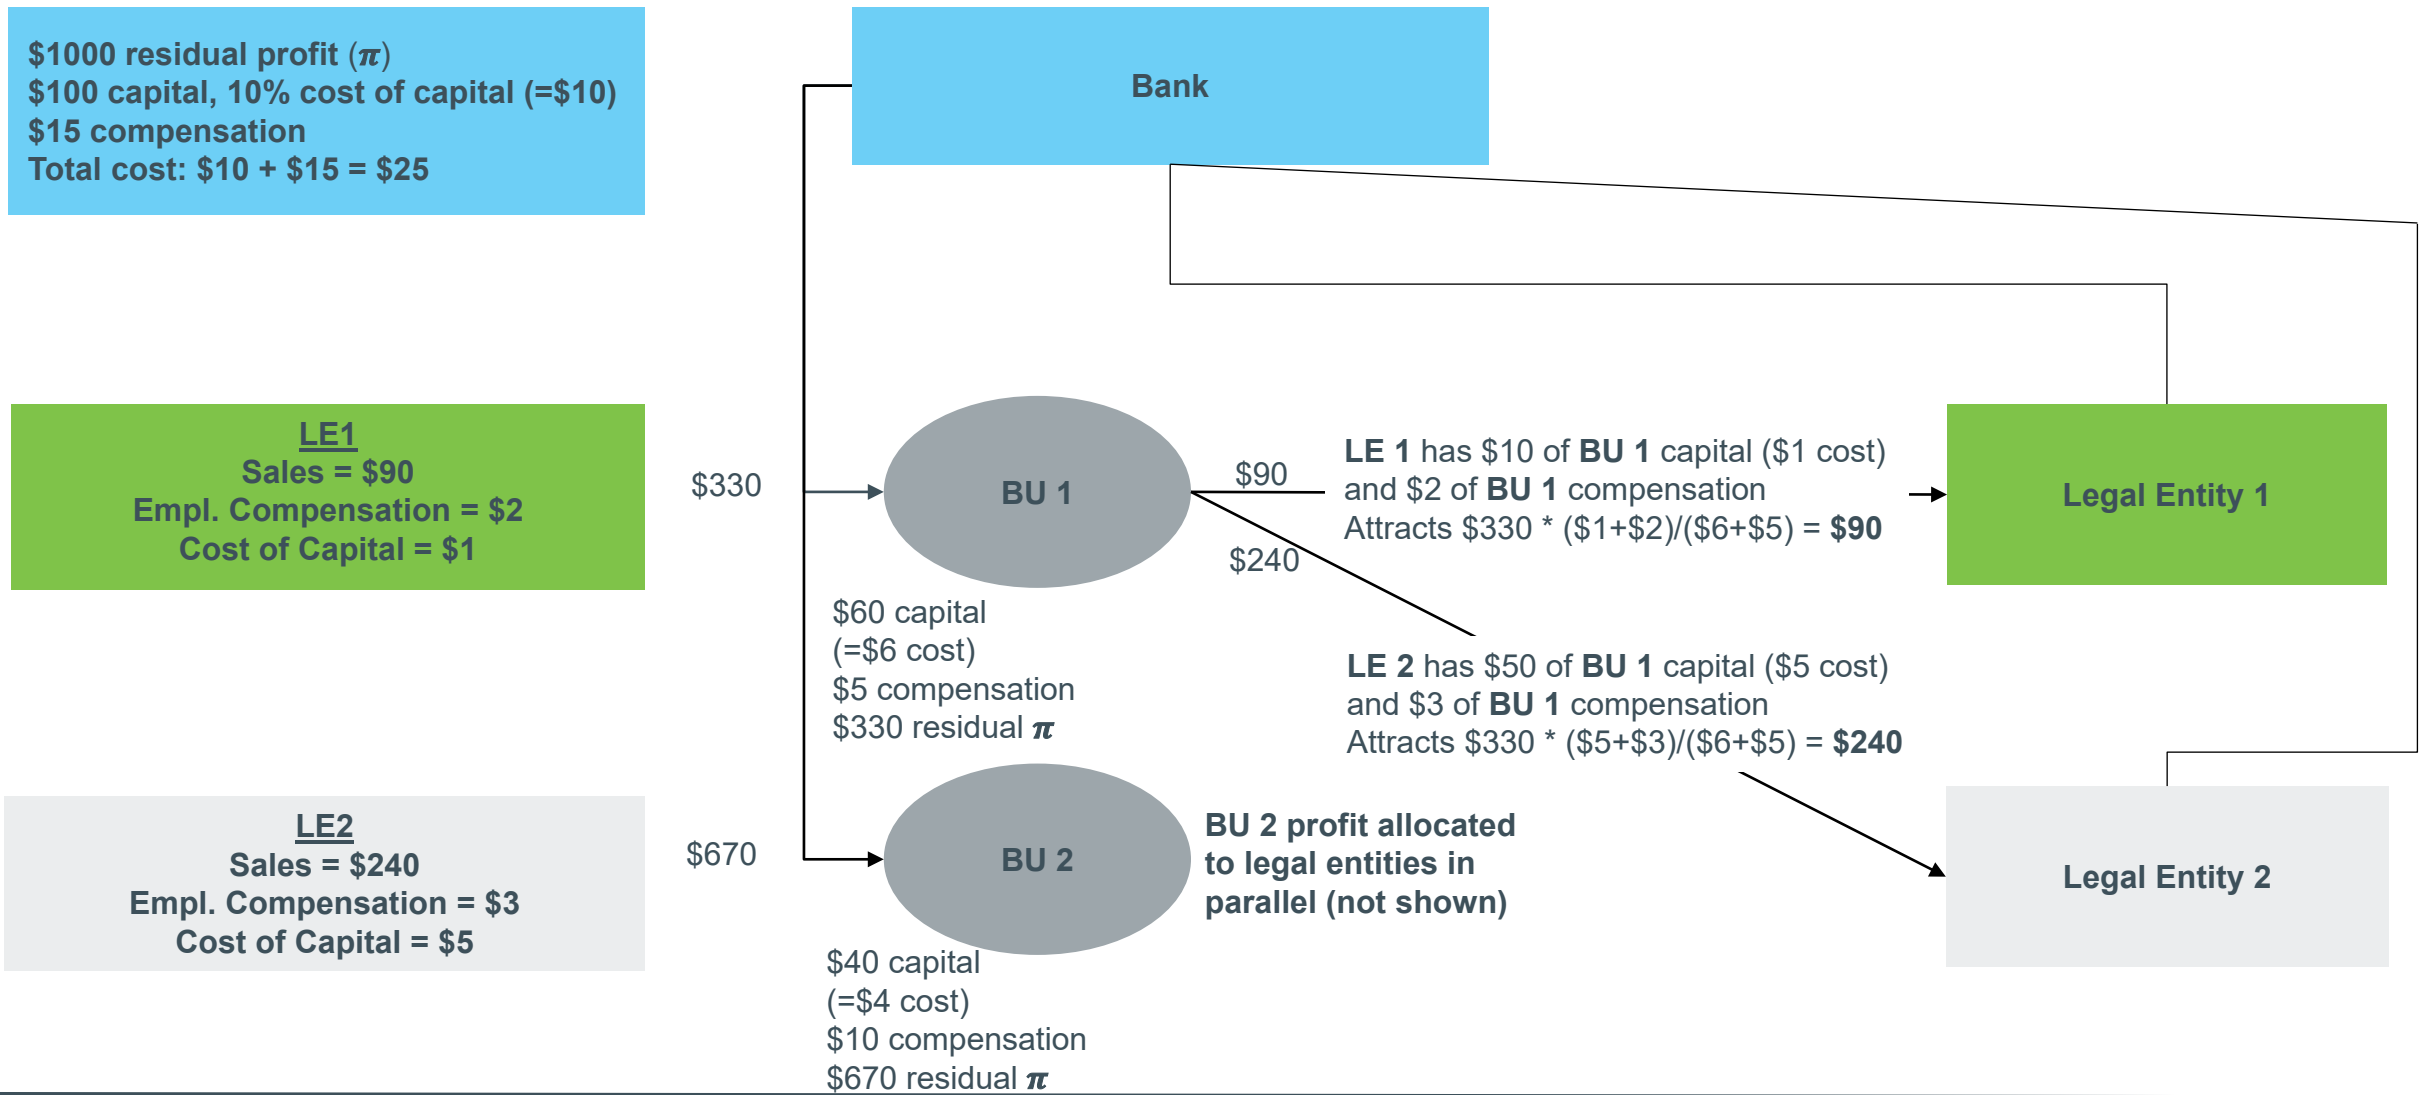 $1000 residual profit (π)
$100 capital, 10% cost of capital (=$10)
$15 compensation
Total cost: $10 + $15 = $25
Bank
LE1
Sales = $90
Empl. Compensation = $2
Cost of Capital = $1
$330
BU 1
$90
$240
LE 1 has $10 of BU 1 capital ($1 cost)
and $2 of BU 1 compensation
Attracts $330 * ($1+$2)/($6+$5) = $90
Legal Entity 1
$60 capital
(=$6 cost)
$5 compensation
$330 residual π
LE 2 has $50 of BU 1 capital ($5 cost)
and $3 of BU 1 compensation
Attracts $330 * ($5+$3)/($6+$5) = $240
LE2
Sales = $240
Empl. Compensation = $3
Cost of Capital = $5
$670
BU 2
BU 2 profit allocated
to legal entities in
parallel (not shown)
Legal Entity 2
$40 capital
(=$4 cost)
$10 compensation
$670 residual π